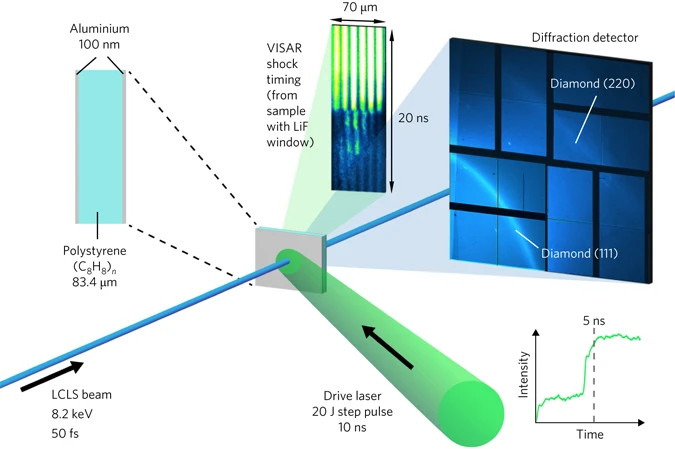 Aluminium
100 nm
Polystyrene
(C₈H₈)ₙ
83.4 μm
VISAR
shock
timing
(from
sample
with LiF
window)
70 μm
20 ns
Diffraction detector
Diamond (220)
Diamond (111)
LCLS beam
8.2 keV
50 fs
Drive laser
20 J step pulse
10 ns
5 ns
Intensity
Time